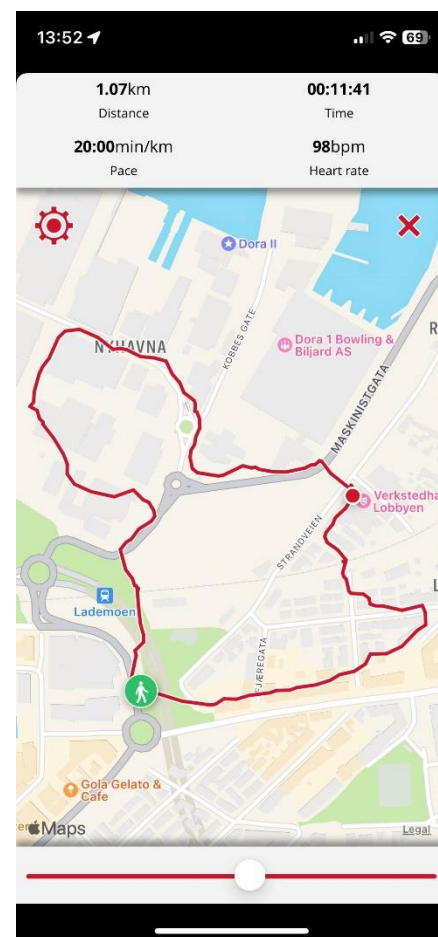 13:52
69
1.07km
Distance
00:11:41
Time
20:00min/km
Pace
98bpm
Heart rate
Dora II
KOBBES GATE
NYHAVNA
Dora 1 Bowling &
Biljard AS
R
MASKINISTGATA
Verkstedha
Lobbyen
STRANDVEIEN
L
Lademoen
FJÆREGATA
Gola Gelato &
Cafe
Maps
Legal